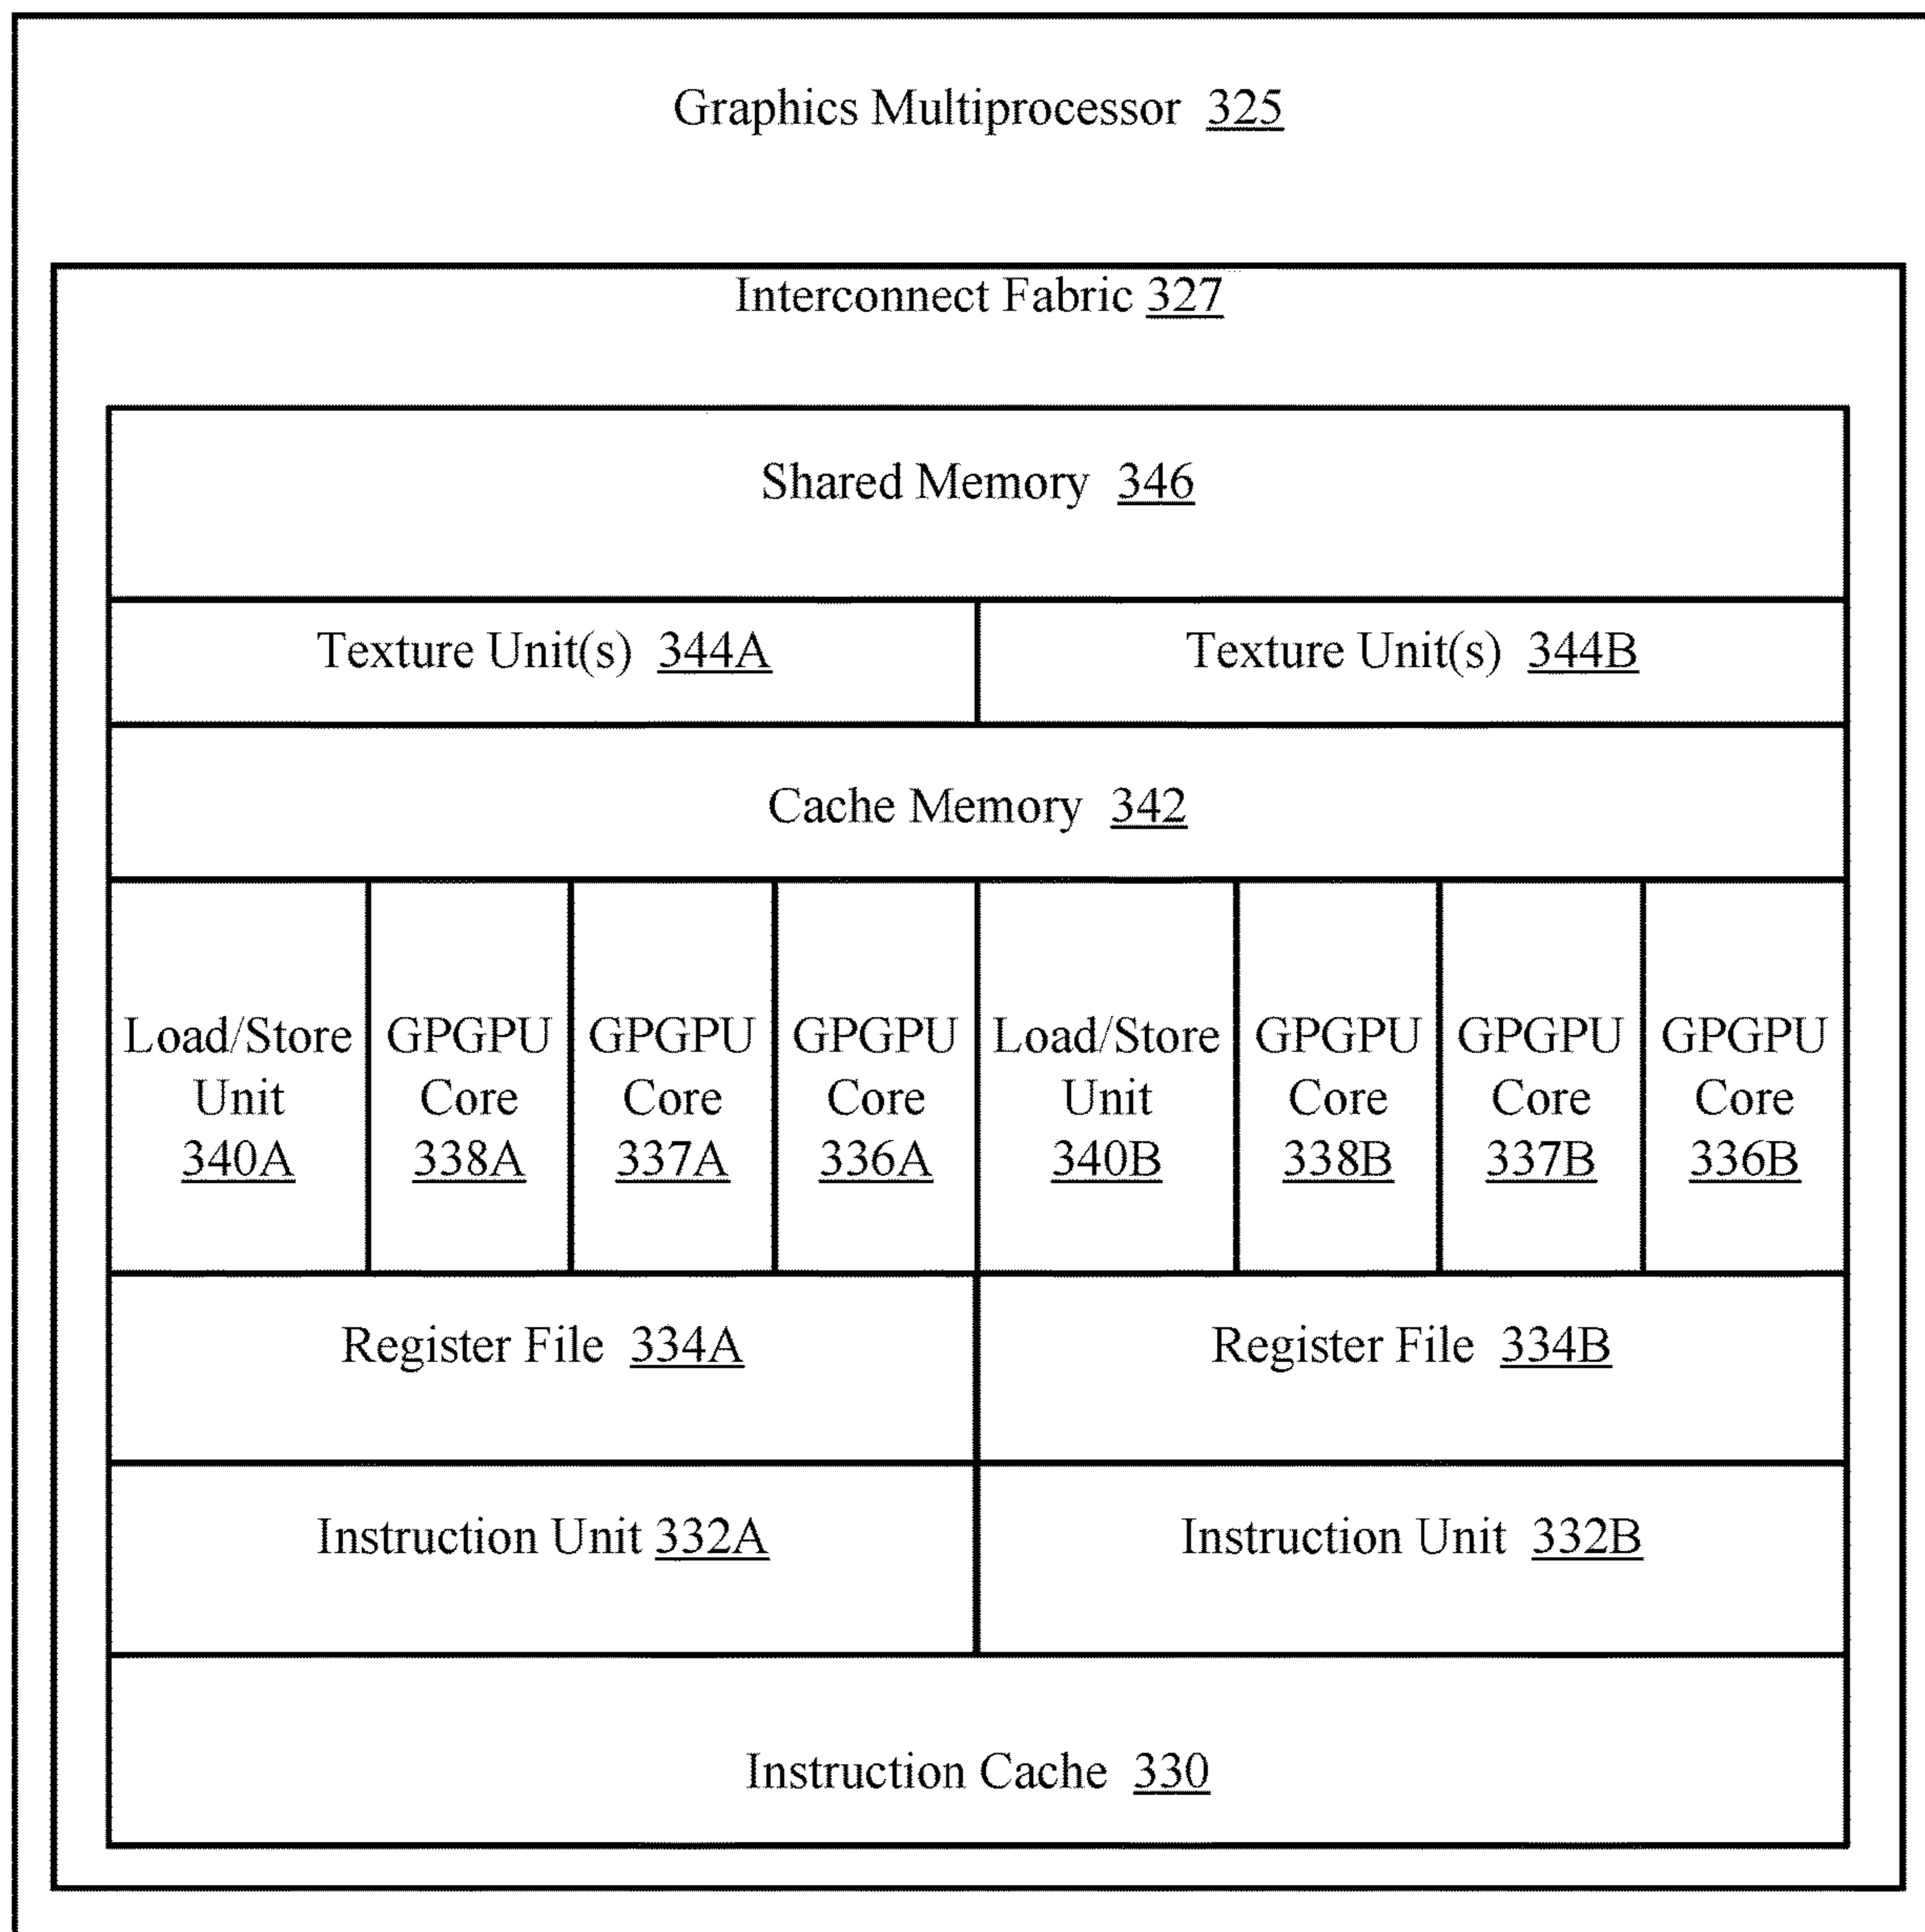 Graphics Multiprocessor 325
Interconnect Fabric 327
Shared Memory 346
Texture Unit(s) 344A
Texture Unit(s) 344B
Cache Memory 342
Load/Store
Unit
340A
GPGPU
Core
338A
GPGPU
Core
337A
GPGPU
Core
336A
Load/Store
Unit
340B
GPGPU
Core
338B
GPGPU
Core
337B
GPGPU
Core
336B
Register File 334A
Register File 334B
Instruction Unit 332A
Instruction Unit 332B
Instruction Cache 330